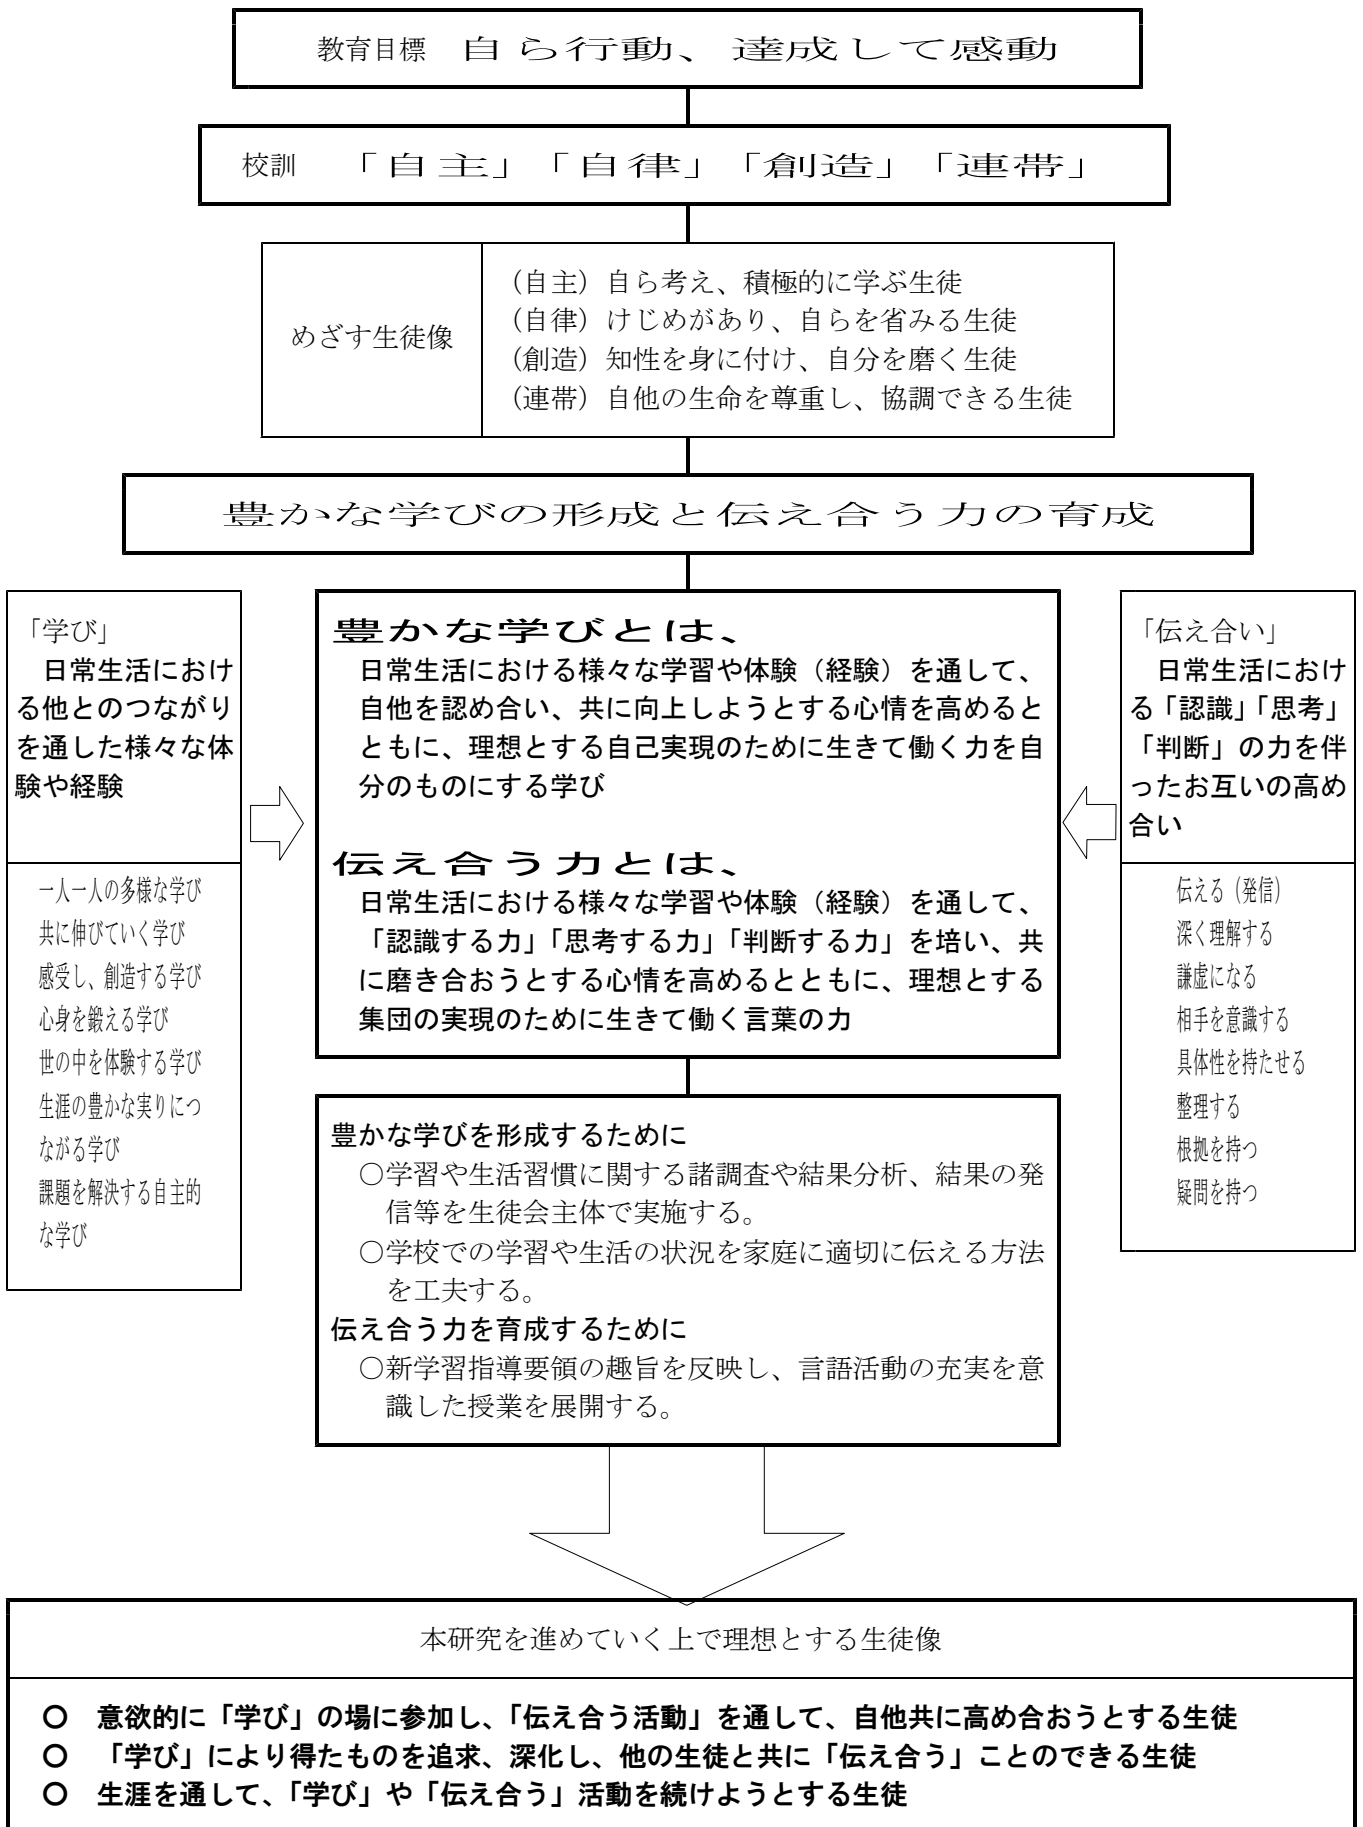 教育目標　自ら行動、達成して感動
校訓　「自主」「自律」「創造」「連帯」
めざす生徒像
（自主）自ら考え、積極的に学ぶ生徒
（自律）けじめがあり、自らを省みる生徒
（創造）知性を身に付け、自分を磨く生徒
（連帯）自他の生命を尊重し、協調できる生徒
豊かな学びの形成と伝え合う力の育成
「学び」
　日常生活におけ
る他とのつながり
を通した様々な体
験や経験
一人一人の多様な学び
共に伸びていく学び
感受し、創造する学び
心身を鍛える学び
世の中を体験する学び
生涯の豊かな実りにつ
ながる学び
課題を解決する自主的
な学び
豊かな学びとは、
日常生活における様々な学習や体験（経験）を通して、
自他を認め合い、共に向上しようとする心情を高めると
ともに、理想とする自己実現のために生きて働く力を自
分のものにする学び
伝え合う力とは、
日常生活における様々な学習や体験（経験）を通して、
「認識する力」「思考する力」「判断する力」を培い、共
に磨き合おうとする心情を高めるとともに、理想とする
集団の実現のために生きて働く言葉の力
「伝え合い」
　日常生活におけ
る「認識」「思考」
「判断」の力を伴
ったお互いの高め
合い
伝える（発信）
深く理解する
謙虚になる
相手を意識する
具体性を持たせる
整理する
根拠を持つ
疑問を持つ
豊かな学びを形成するために
○学習や生活習慣に関する諸調査や結果分析、結果の発
信等を生徒会主体で実施する。
○学校での学習や生活の状況を家庭に適切に伝える方法
を工夫する。
伝え合う力を育成するために
○新学習指導要領の趣旨を反映し、言語活動の充実を意
識した授業を展開する。
本研究を進めていく上で理想とする生徒像
○　意欲的に「学び」の場に参加し、「伝え合う活動」を通して、自他共に高め合おうとする生徒
○　「学び」により得たものを追求、深化し、他の生徒と共に「伝え合う」ことのできる生徒
○　生涯を通して、「学び」や「伝え合う」活動を続けようとする生徒